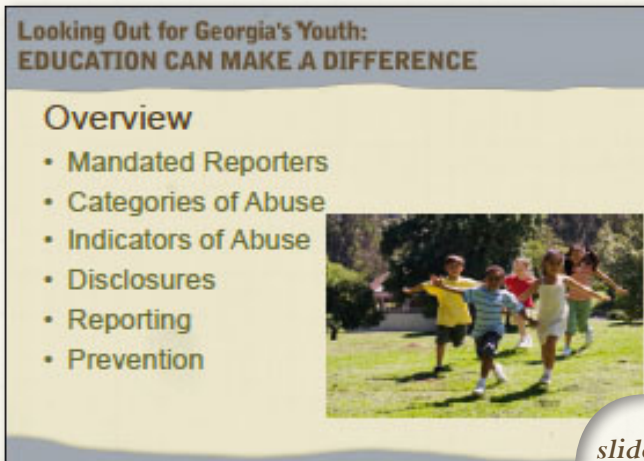 Looking Out for Georgia's Youth:
EDUCATION CAN MAKE A DIFFERENCE
Overview
• Mandated Reporters
• Categories of Abuse
• Indicators of Abuse
• Disclosures
• Reporting
• Prevention
slide